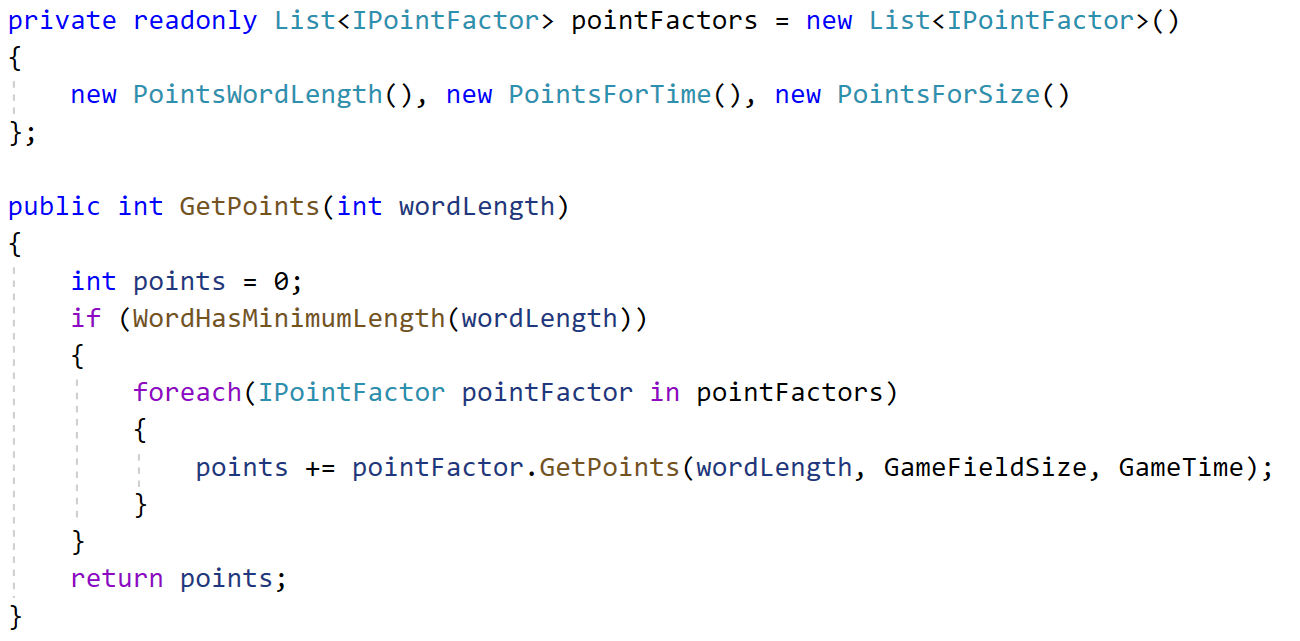 private readonly List<IPointFactor> pointFactors = new List<IPointFactor>()
{
    new PointsWordLength(), new PointsForTime(), new PointsForSize()
};

public int GetPoints(int wordLength)
{
    int points = 0;
    if (WordHasMinimumLength(wordLength))
    {
        foreach(IPointFactor pointFactor in pointFactors)
        {
            points += pointFactor.GetPoints(wordLength, GameFieldSize, GameTime);
        }
    }
    return points;
}